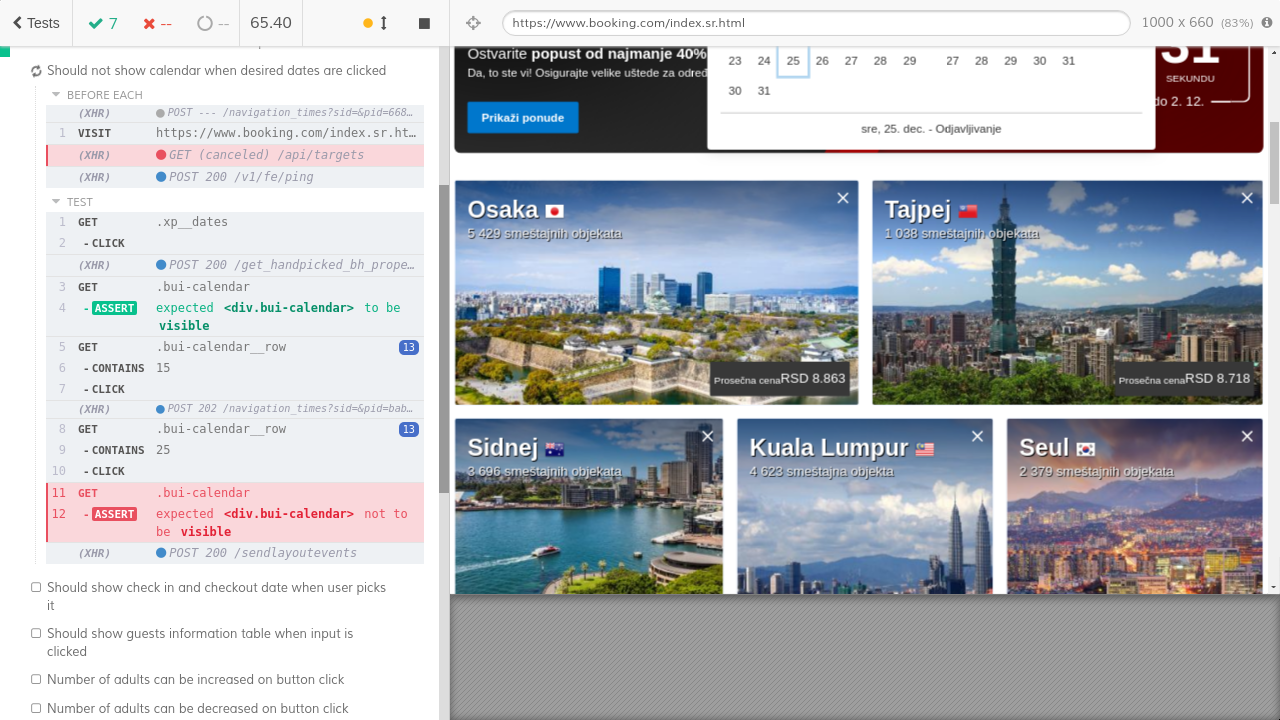 Tests
7
--
--
65.40
https://www.booking.com/index.sr.html
1000 x 660 (83%)
Should not show calendar when desired dates are clicked
BEFORE EACH
(XHR) POST --- /navigation_times?sid=&pid=668…
1 VISIT https://www.booking.com/index.sr.ht…
(XHR) GET (canceled) /api/targets
(XHR) POST 200 /v1/fe/ping
TEST
1 GET .xp__dates
2 -CLICK
(XHR) POST 200 /get_handpicked_bh_prope…
3 GET .bui-calendar
4 -ASSERT expected <div.bui-calendar> to be
visible
5 GET .bui-calendar__row 13
6 -CONTAINS 15
7 -CLICK
(XHR) POST 202 /navigation_times?sid=&pid=bab…
8 GET .bui-calendar__row 13
9 -CONTAINS 25
10 -CLICK
11 GET .bui-calendar
12 -ASSERT expected <div.bui-calendar> not to
be visible
(XHR) POST 200 /sendlayoutevents
Should show check in and checkout date when user picks
it
Should show guests information table when input is
clicked
Number of adults can be increased on button click
Number of adults can be decreased on button click
Ostvarite popust od najmanje 40%
Da, to ste vi! Osigurajte velike uštede za odred
Prikaži ponude
23 24 25 26 27 28 29 27 28 29 30 31
30 31
sre, 25. dec. - Odjavljivanje
31
SEKUNDU
do 2. 12.
Osaka
5 429 smeštajnih objekata
Prosečna cena RSD 8.863
Tajpej
1 038 smeštajnih objekata
Prosečna cena RSD 8.718
Sidnej
3 696 smeštajnih objekata
Kuala Lumpur
4 623 smeštajna objekta
Seul
2 379 smeštajnih objekata